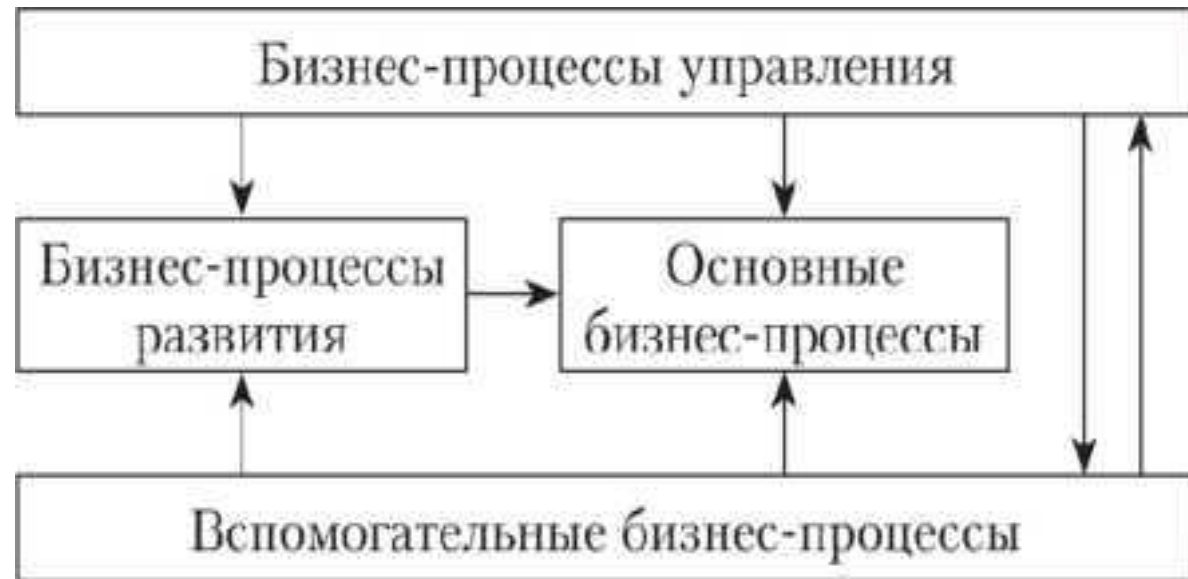 Бизнес-процессы управления
Бизнес-процессы
развития
Основные
бизнес-процессы
Вспомогательные бизнес-процессы